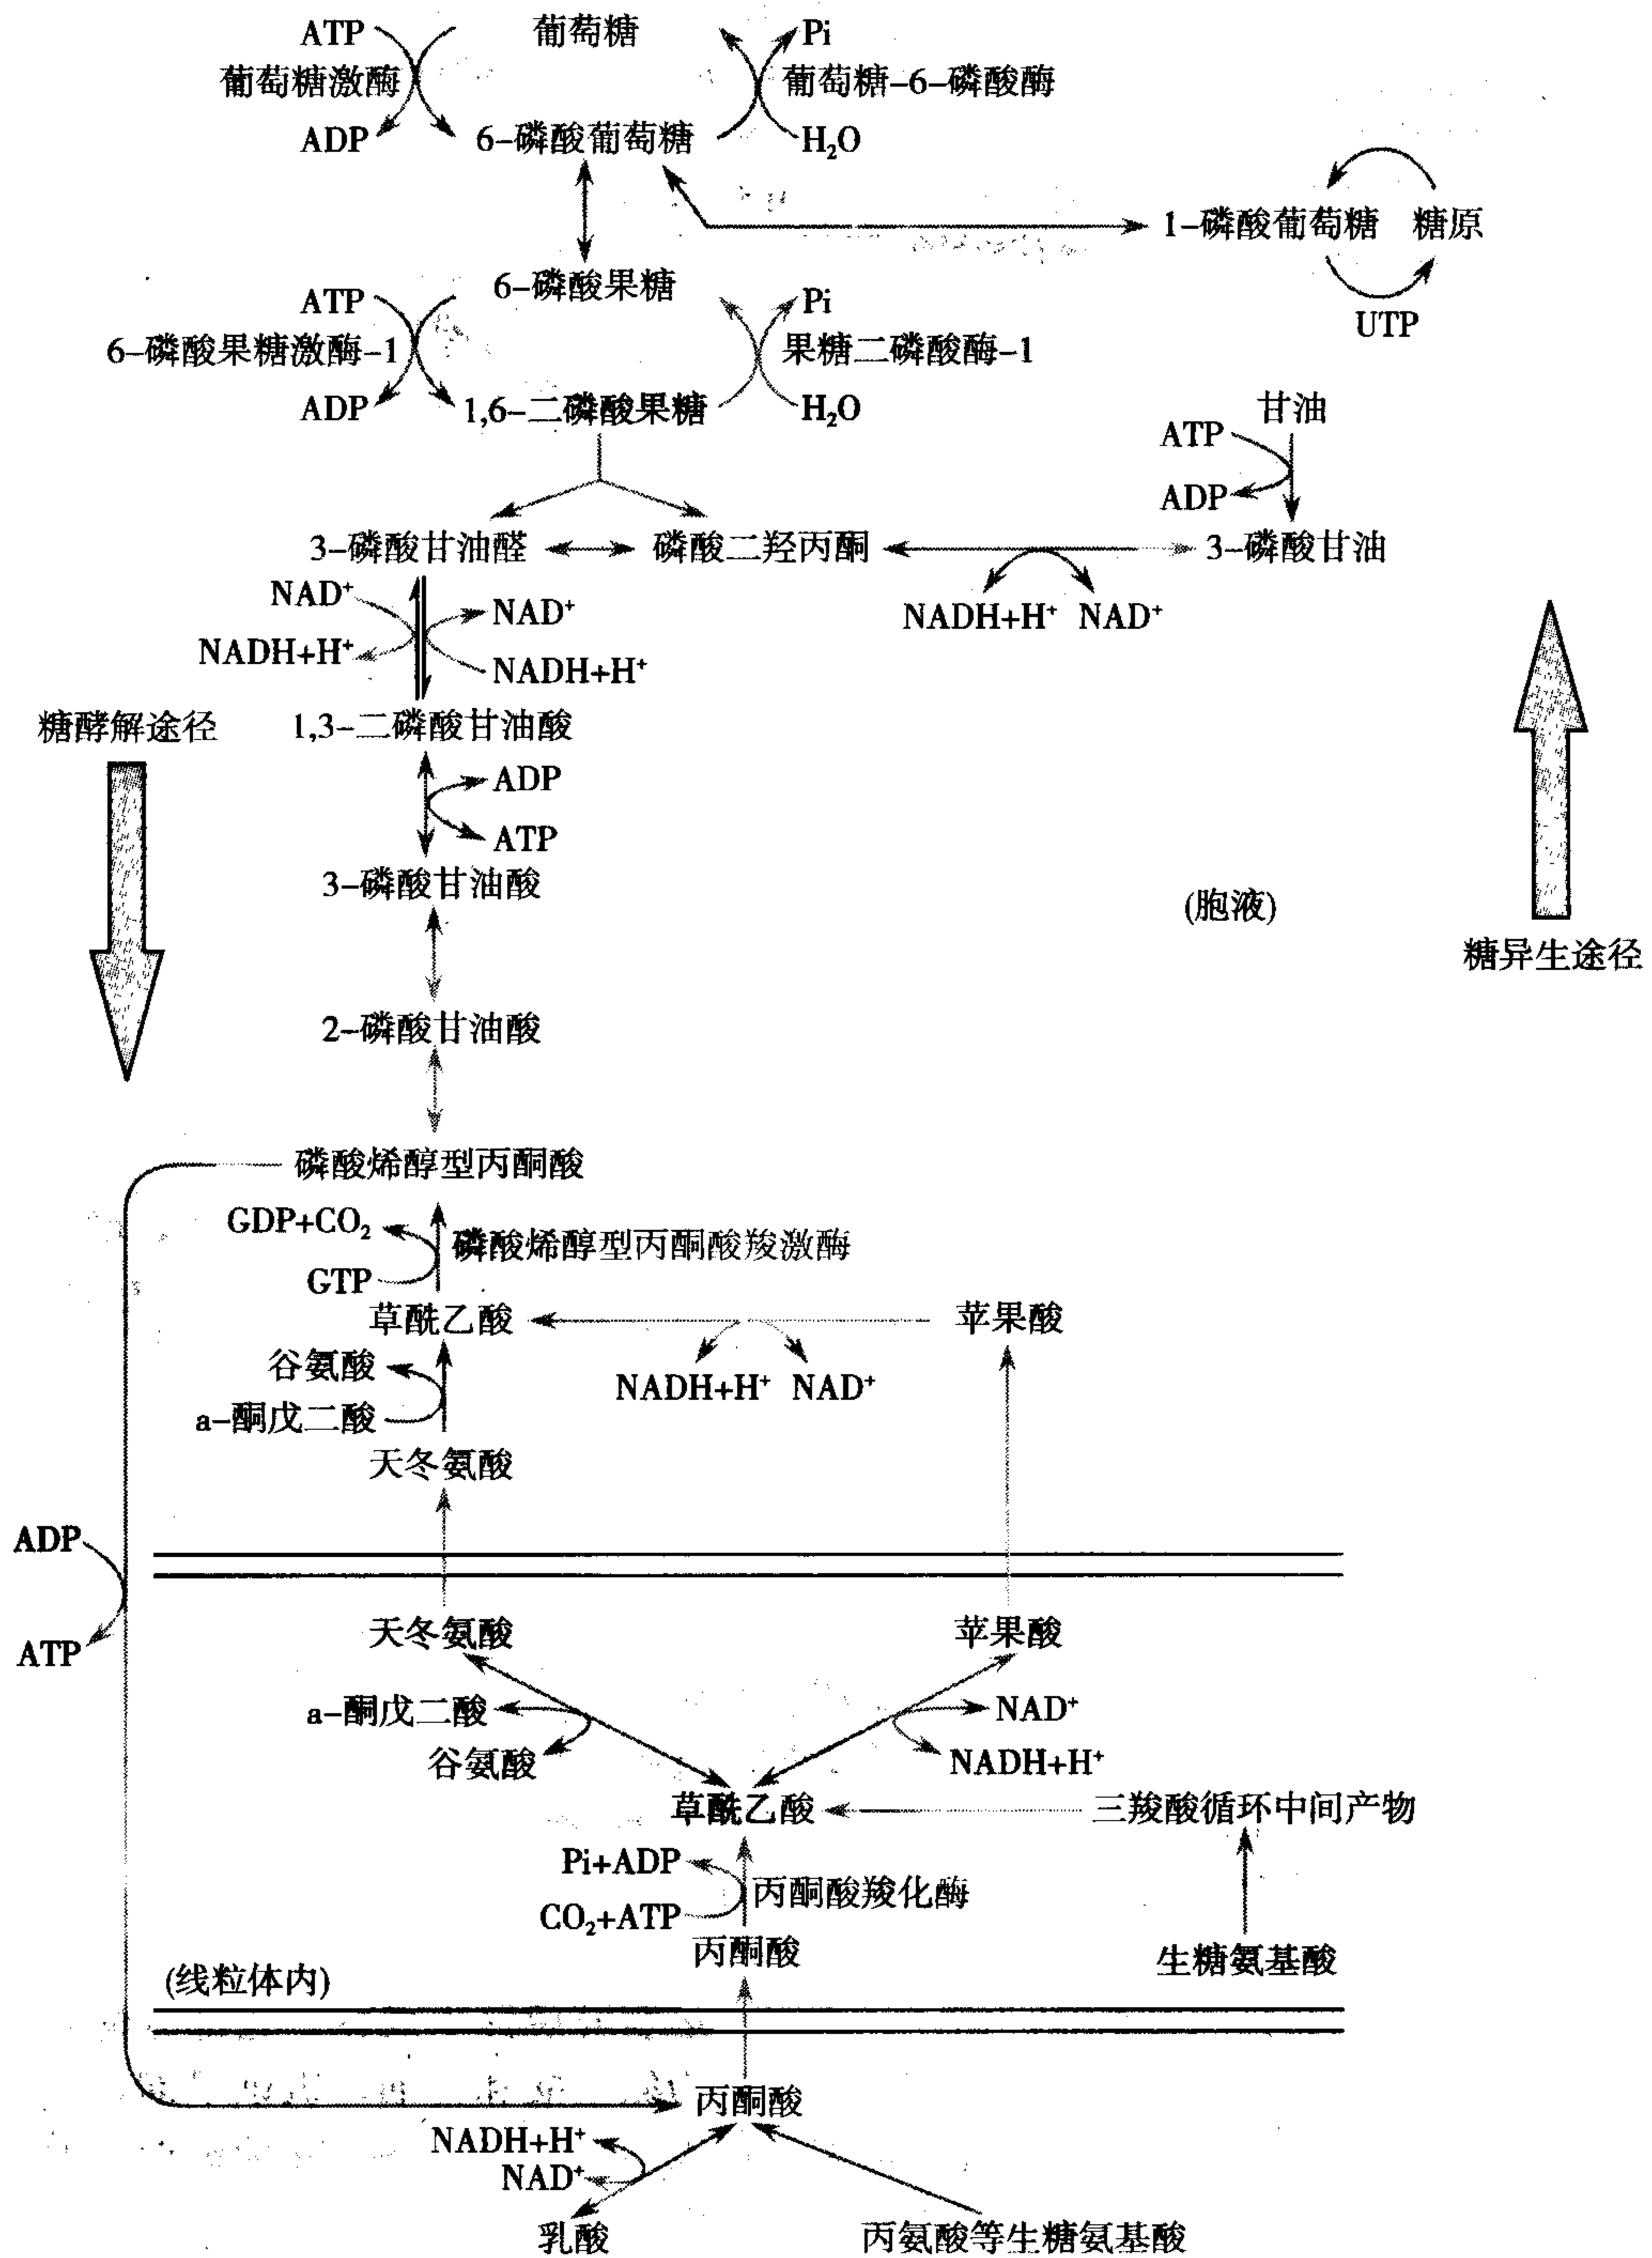 ATP 葡萄糖 Pi
葡萄糖激酶 葡萄糖-6-磷酸酶
ADP 6-磷酸葡萄糖 H₂O
1-磷酸葡萄糖 糖原
UTP
ATP 6-磷酸果糖 Pi
6-磷酸果糖激酶-1 果糖二磷酸酶-1
ADP 1,6-二磷酸果糖 H₂O
甘油
ATP
ADP
3-磷酸甘油醛 磷酸二羟丙酮 3-磷酸甘油
NAD⁺ NAD⁺ NADH+H⁺ NAD⁺
NADH+H⁺ NADH+H⁺
糖酵解途径 1,3-二磷酸甘油酸
ADP
ATP
3-磷酸甘油酸
(胞液)
糖异生途径
2-磷酸甘油酸
磷酸烯醇型丙酮酸
GDP+CO₂ 磷酸烯醇型丙酮酸羧激酶
GTP
草酰乙酸 苹果酸
谷氨酸 NADH+H⁺ NAD⁺
a-酮戊二酸
天冬氨酸
ADP
ATP
天冬氨酸 苹果酸
a-酮戊二酸 NAD⁺
谷氨酸 NADH+H⁺
草酰乙酸 三羧酸循环中间产物
Pi+ADP 丙酮酸羧化酶
CO₂+ATP
丙酮酸 生糖氨基酸
(线粒体内)
丙酮酸
NADH+H⁺
NAD⁺
乳酸 丙氨酸等生糖氨基酸